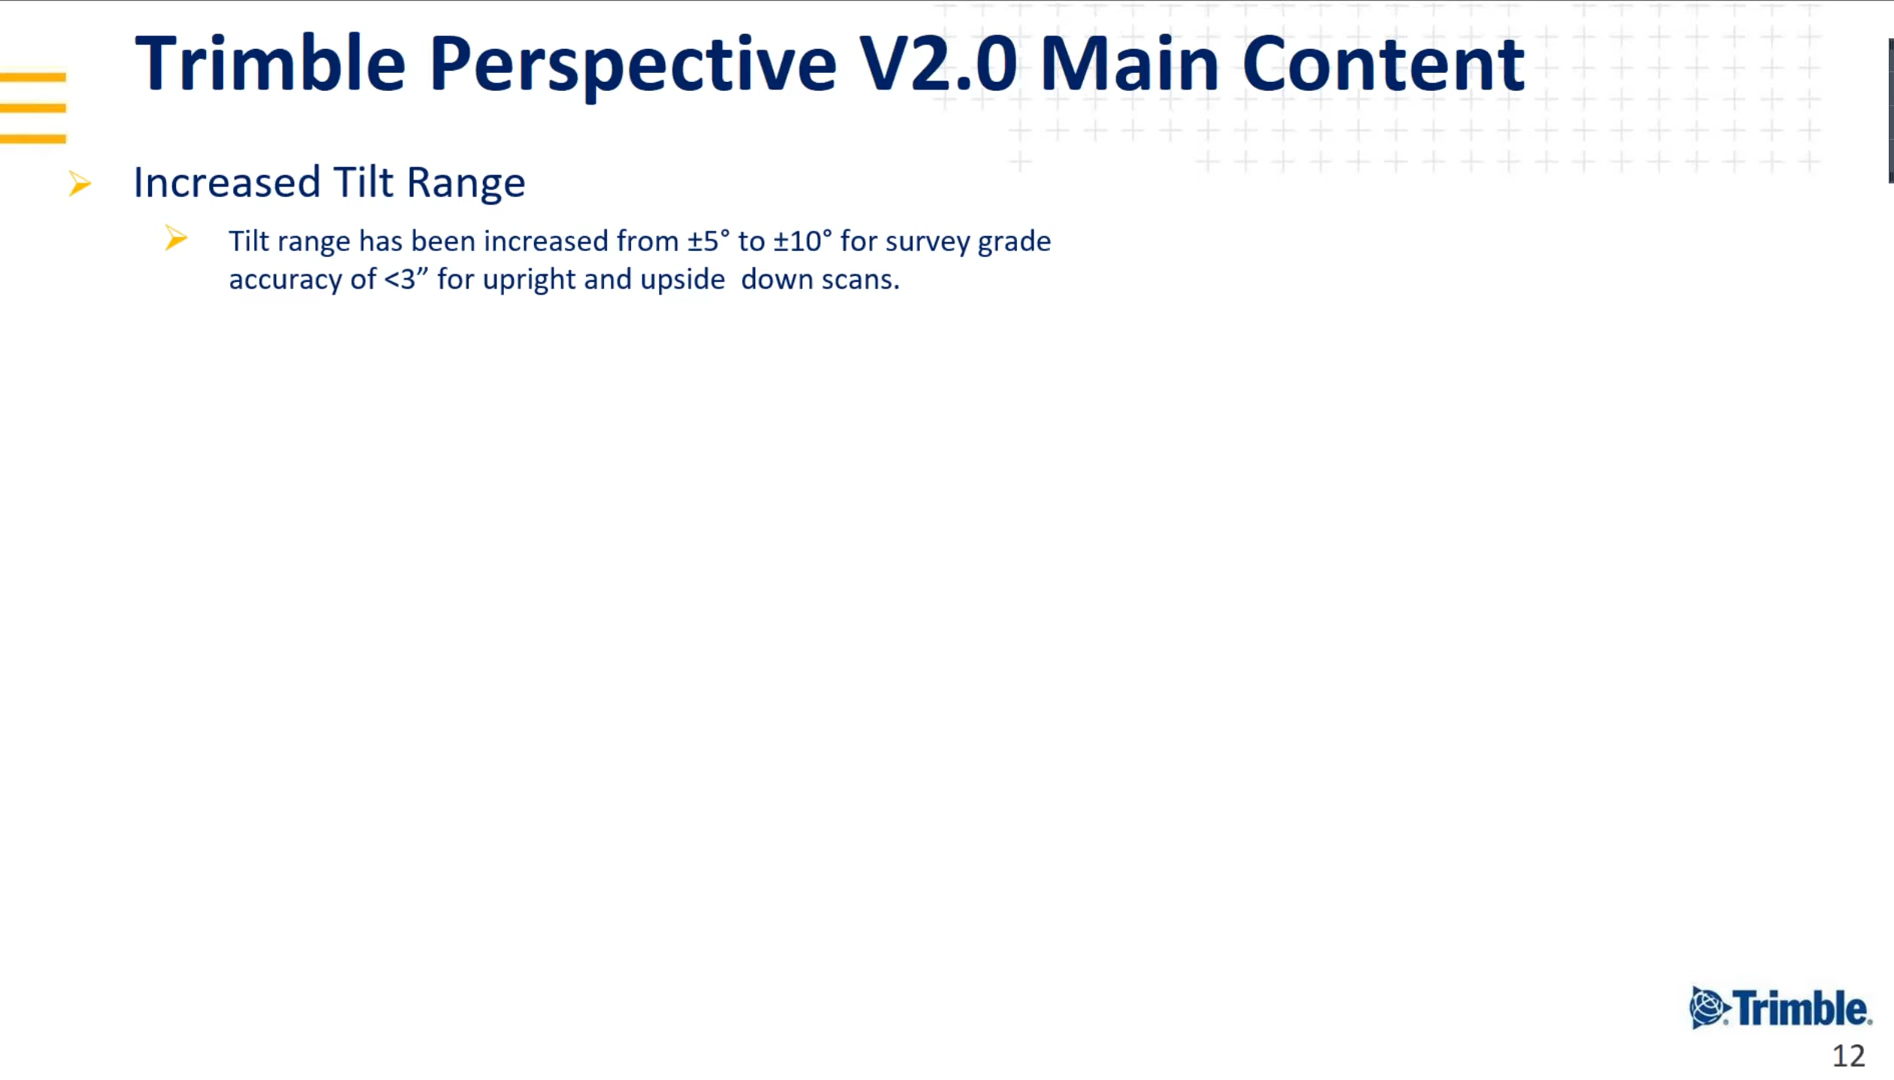 Trimble Perspective V2.0 Main Content
Increased Tilt Range
Tilt range has been increased from ±5° to ±10° for survey grade
accuracy of <3” for upright and upside  down scans.
Trimble®
12